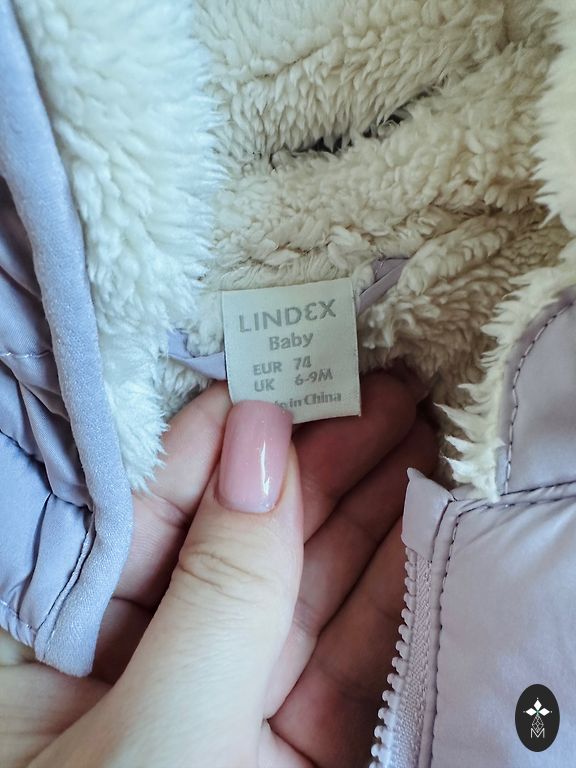 LINDEX
Baby
EUR 74
UK 6-9M
in China